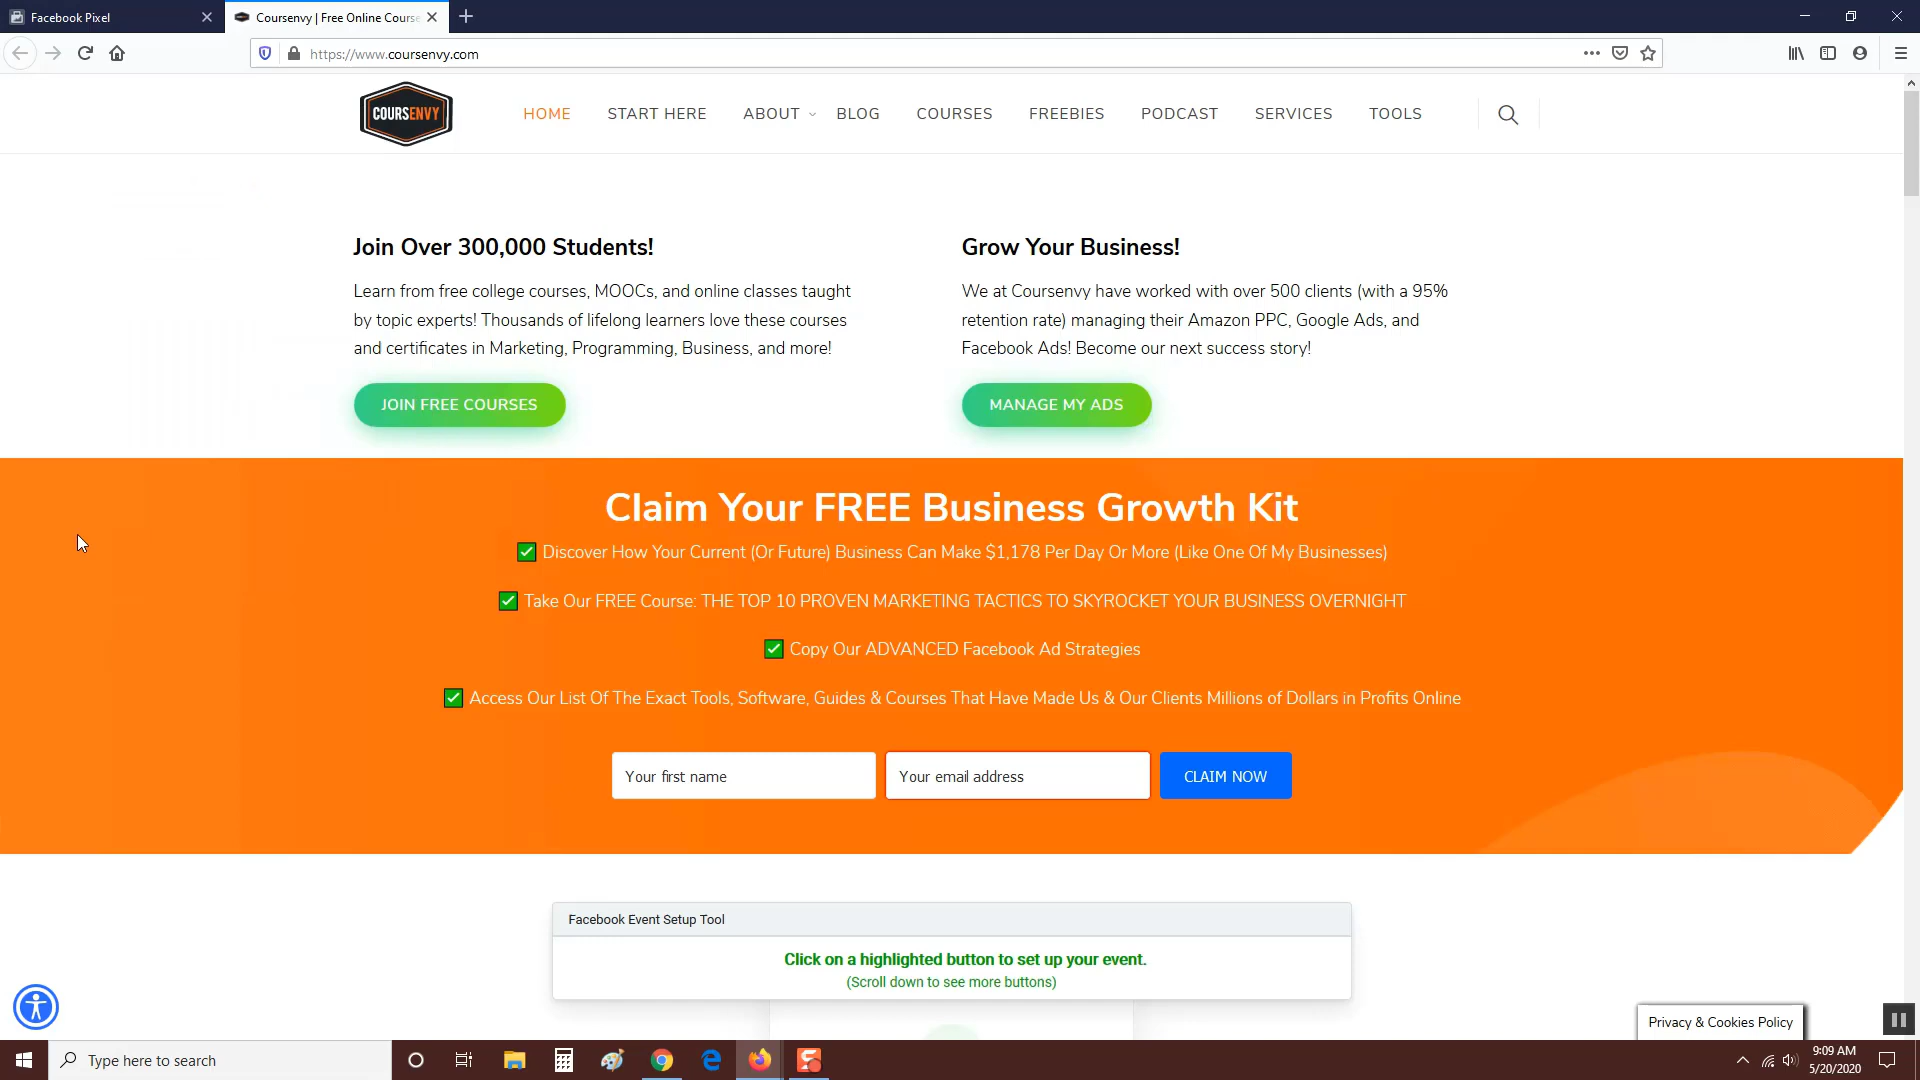 Facebook Pixel
Coursenvy | Free Online Course
https://www.coursenvy.com
COURSENVY
HOME
START HERE
ABOUT
BLOG
COURSES
FREEBIES
PODCAST
SERVICES
TOOLS
Join Over 300,000 Students!
Learn from free college courses, MOOCs, and online classes taught
by topic experts! Thousands of lifelong learners love these courses
and certificates in Marketing, Programming, Business, and more!
JOIN FREE COURSES
Grow Your Business!
We at Coursenvy have worked with over 500 clients (with a 95%
retention rate) managing their Amazon PPC, Google Ads, and
Facebook Ads! Become our next success story!
MANAGE MY ADS
Claim Your FREE Business Growth Kit
✅ Discover How Your Current (Or Future) Business Can Make $1,178 Per Day Or More (Like One Of My Businesses)
✅ Take Our FREE Course: THE TOP 10 PROVEN MARKETING TACTICS TO SKYROCKET YOUR BUSINESS OVERNIGHT
✅ Copy Our ADVANCED Facebook Ad Strategies
✅ Access Our List Of The Exact Tools, Software, Guides & Courses That Have Made Us & Our Clients Millions of Dollars in Profits Online
Your first name
Your email address
CLAIM NOW
Facebook Event Setup Tool
Click on a highlighted button to set up your event.
(Scroll down to see more buttons)
Privacy & Cookies Policy
Type here to search
9:09 AM
5/20/2020